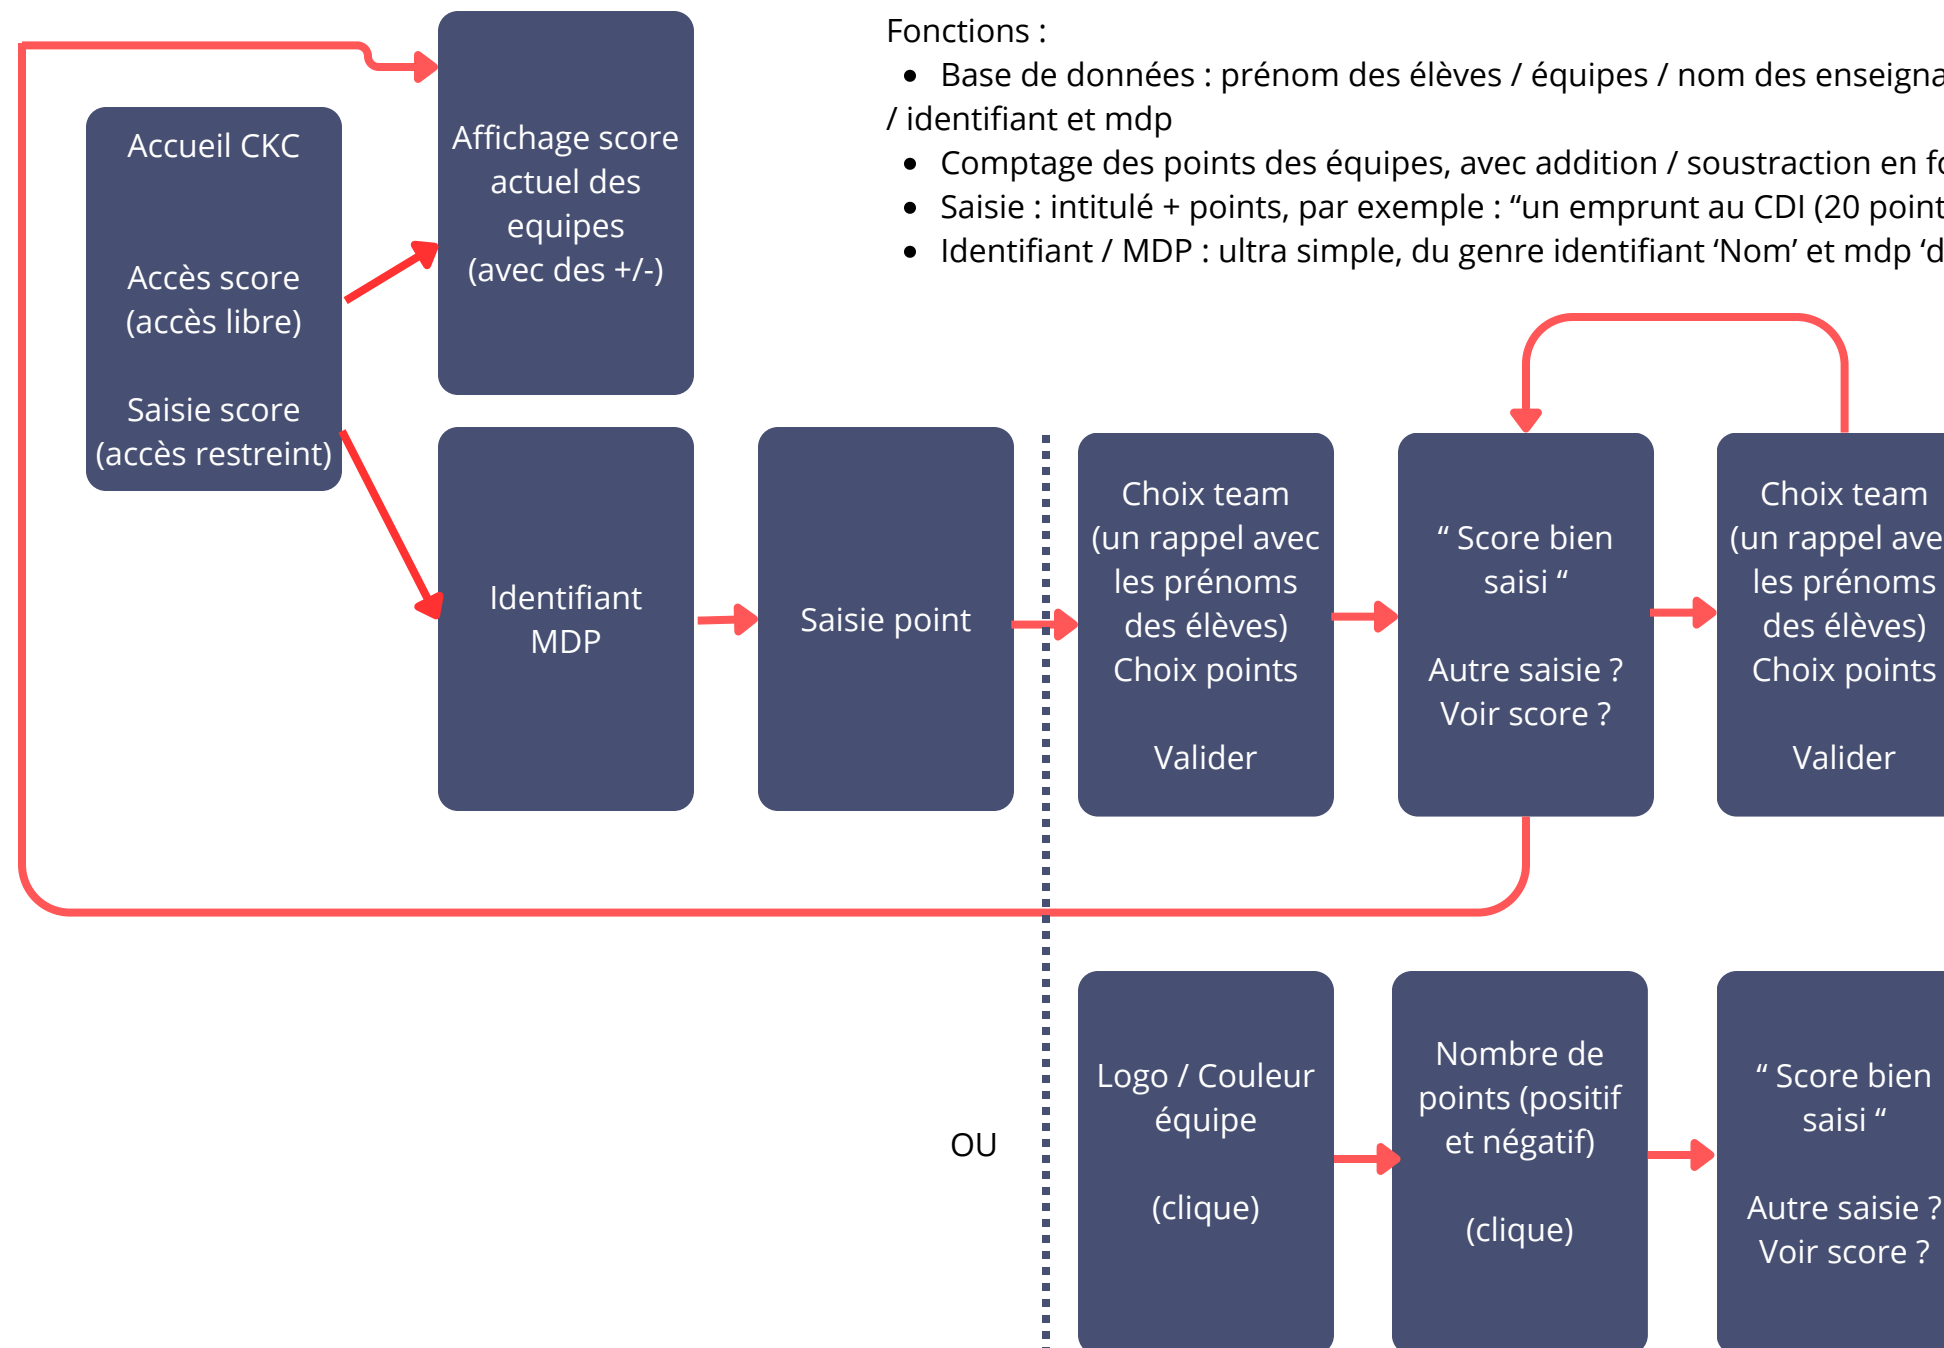 Fonctions :
Base de données : prénom des élèves / équipes / nom des
/ identifiant et mdp
Comptage des points des équipes, avec addition / soustraction en
Saisie : intitulé + points, par exemple : “un emprunt au CDI (20
Identifiant / MDP : ultra simple, du genre identifiant ‘Nom’ et mdp
Accueil CKC
Accès score
(accès libre)
Saisie score
(accès restreint)
Affichage score
actuel des
equipes
(avec des +/-)
Identifiant
MDP
Saisie point
Choix team
(un rappel avec
les prénoms
des élèves)
Choix points
Valider
“ Score bien
saisi “
Autre saisie ?
Voir score ?
Choix team
(un rappel
les prénoms
des élèves)
Choix points
Valider
OU
Logo / Couleur
équipe
(clique)
Nombre de
points (positif
et négatif)
(clique)
“ Score bien
saisi “
Autre saisie ?
Voir score ?